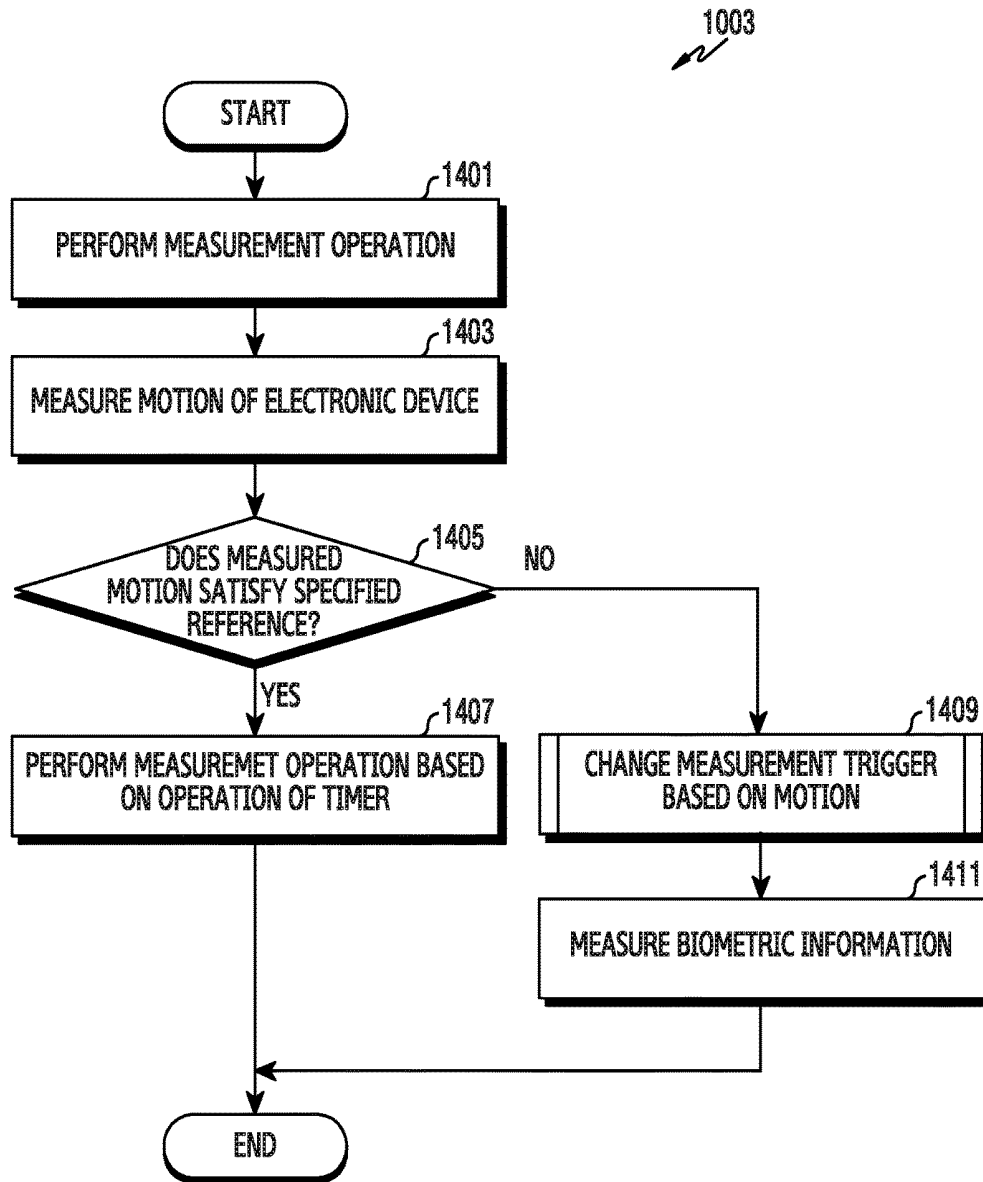 1003
START
1401
PERFORM MEASUREMENT OPERATION
1403
MEASURE MOTION OF ELECTRONIC DEVICE
1405
DOES MEASURED
MOTION SATISFY SPECIFIED
REFERENCE?
NO
YES
1407
PERFORM MEASUREMET OPERATION BASED
ON OPERATION OF TIMER
1409
CHANGE MEASUREMENT TRIGGER
BASED ON MOTION
1411
MEASURE BIOMETRIC INFORMATION
END